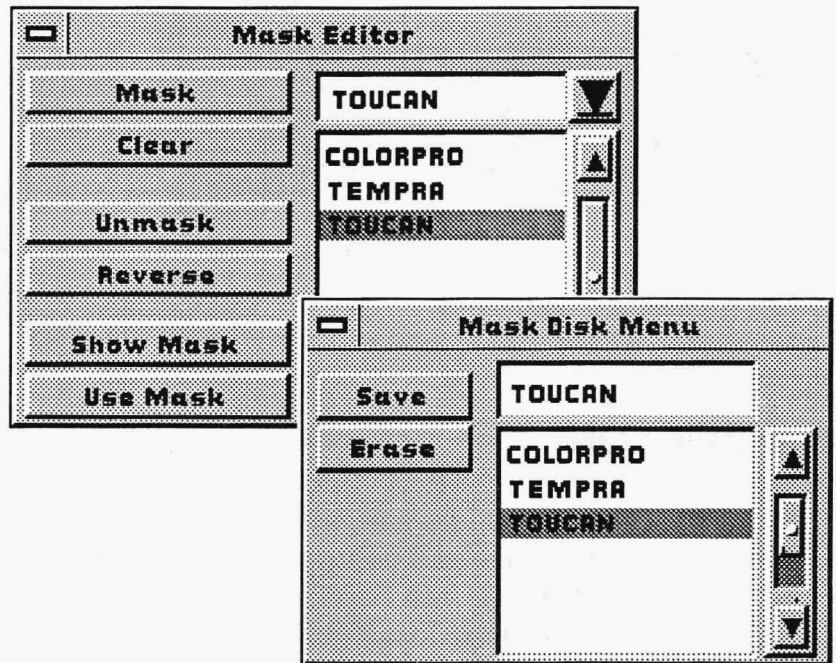 Mask Editor
Mask
Clear
Unmask
Reverse
Show Mask
Use Mask
TOUCAN
COLORPRO
TEMPRA
TOUCAN
Mask Disk Menu
Save
Erase
TOUCAN
COLORPRO
TEMPRA
TOUCAN